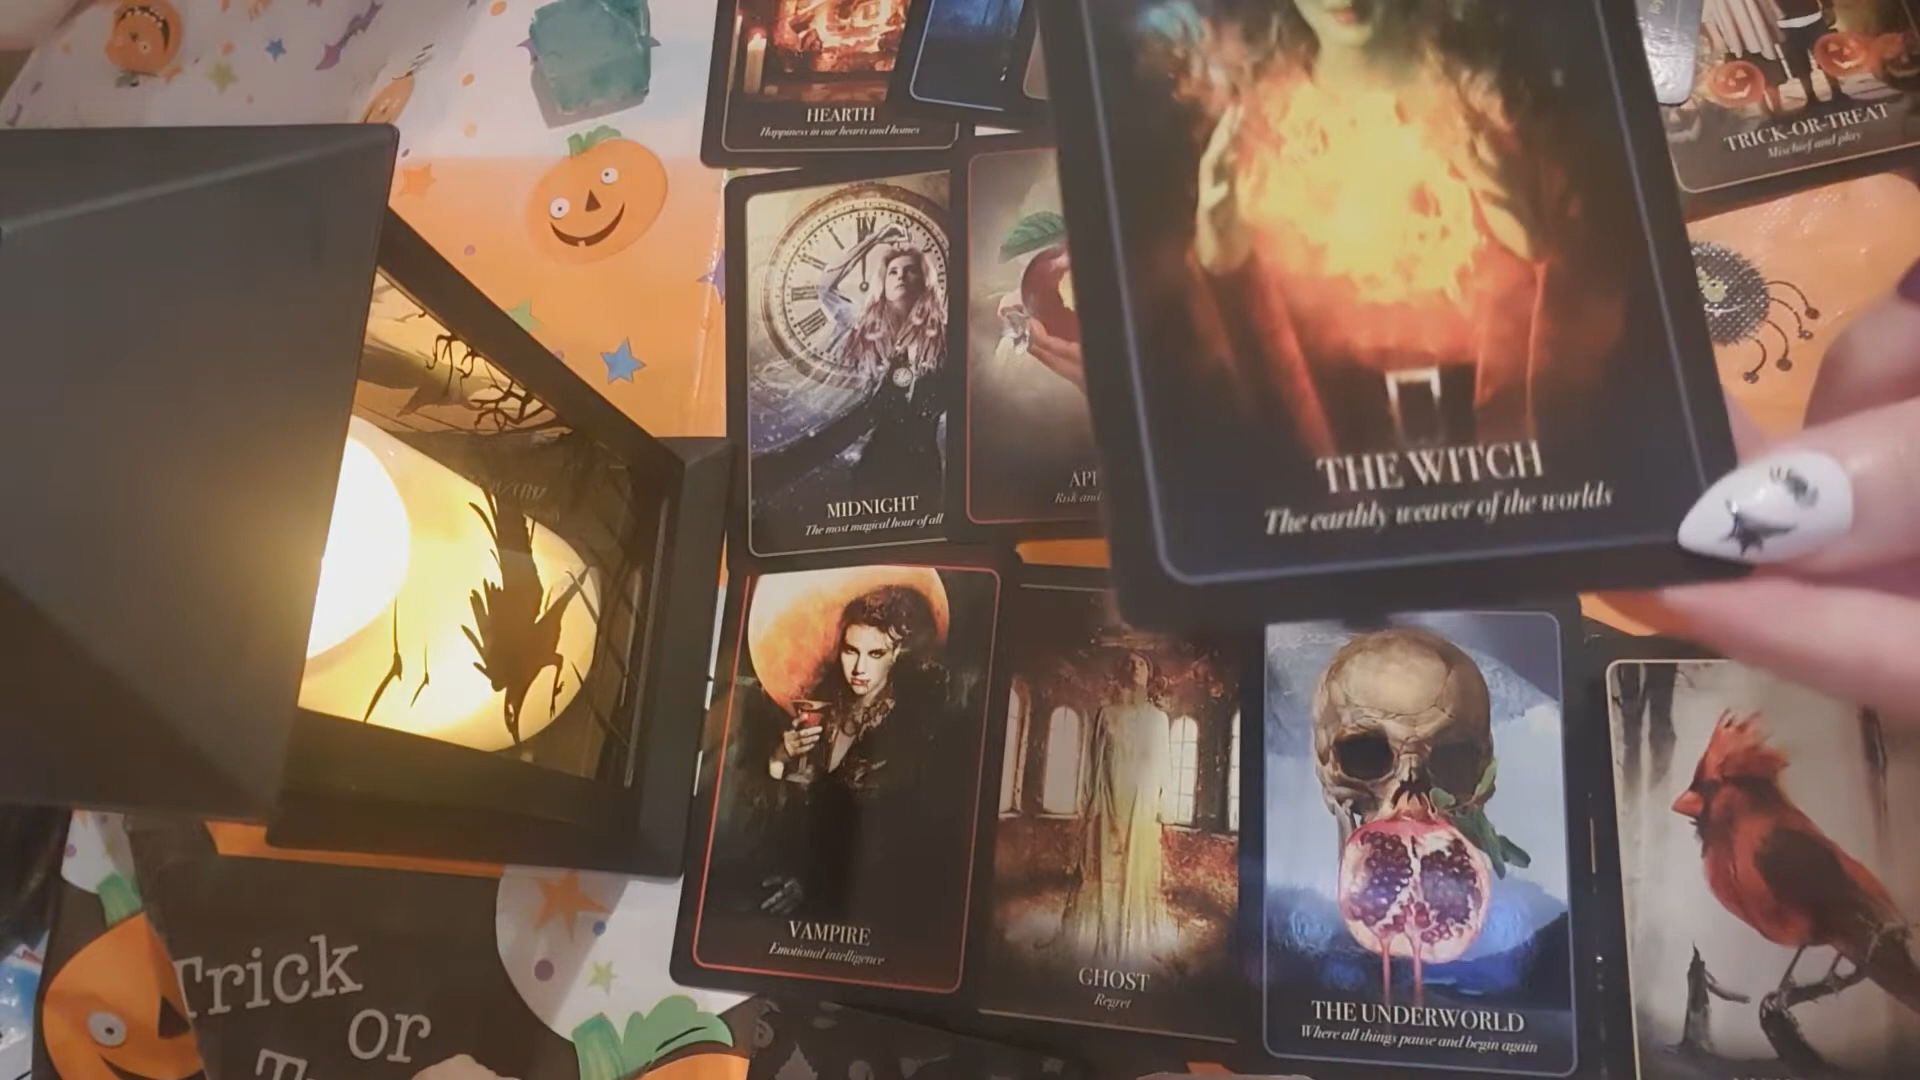 HEARTH
Happiness in our hearts and homes
TRICK-OR-TREAT
Mischief and play
MIDNIGHT
The most magical hour of all
Risk and
THE WITCH
The earthly weaver of the worlds
VAMPIRE
Emotional intelligence
GHOST
Regret
THE UNDERWORLD
Where all things pause and begin again
Trick
or